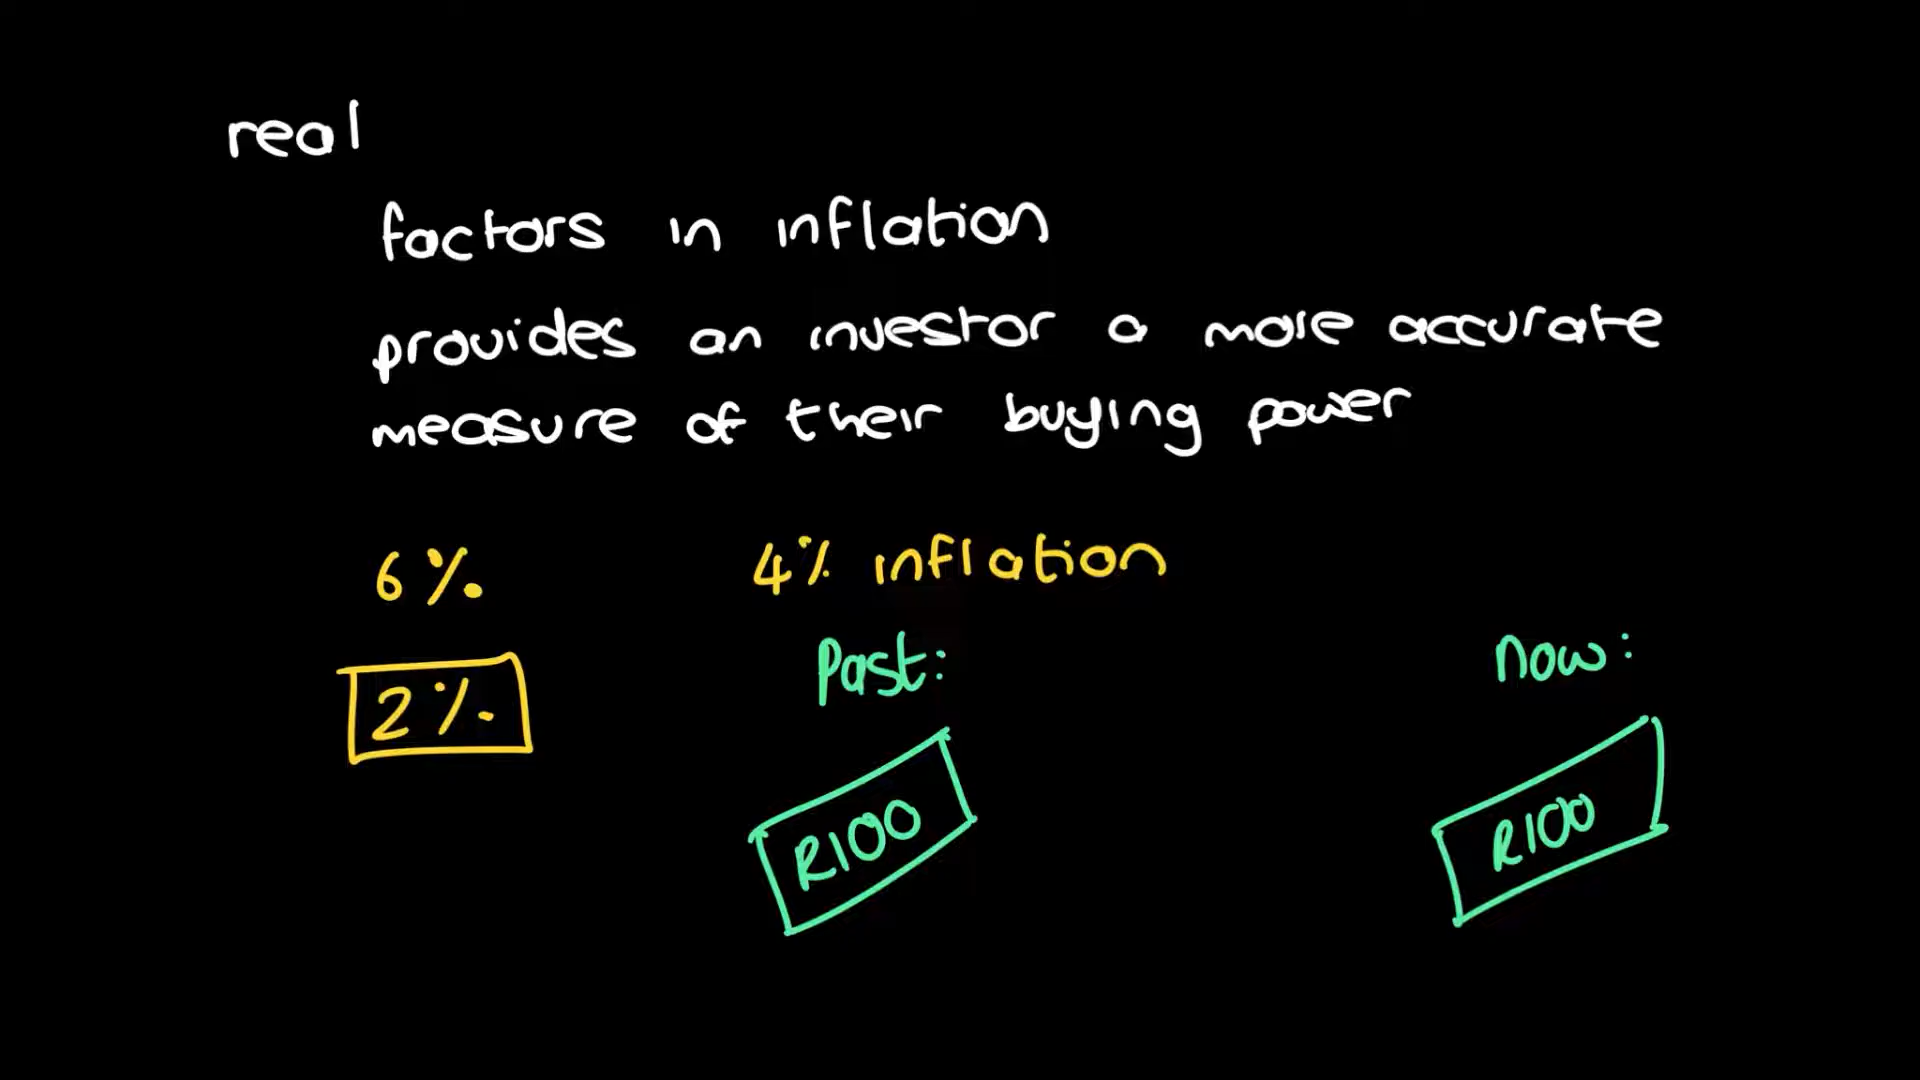 real
factors in inflation
provides an investor a more accurate
measure of their buying power
6% 4% inflation
2%
Past: Now:
R100 R100